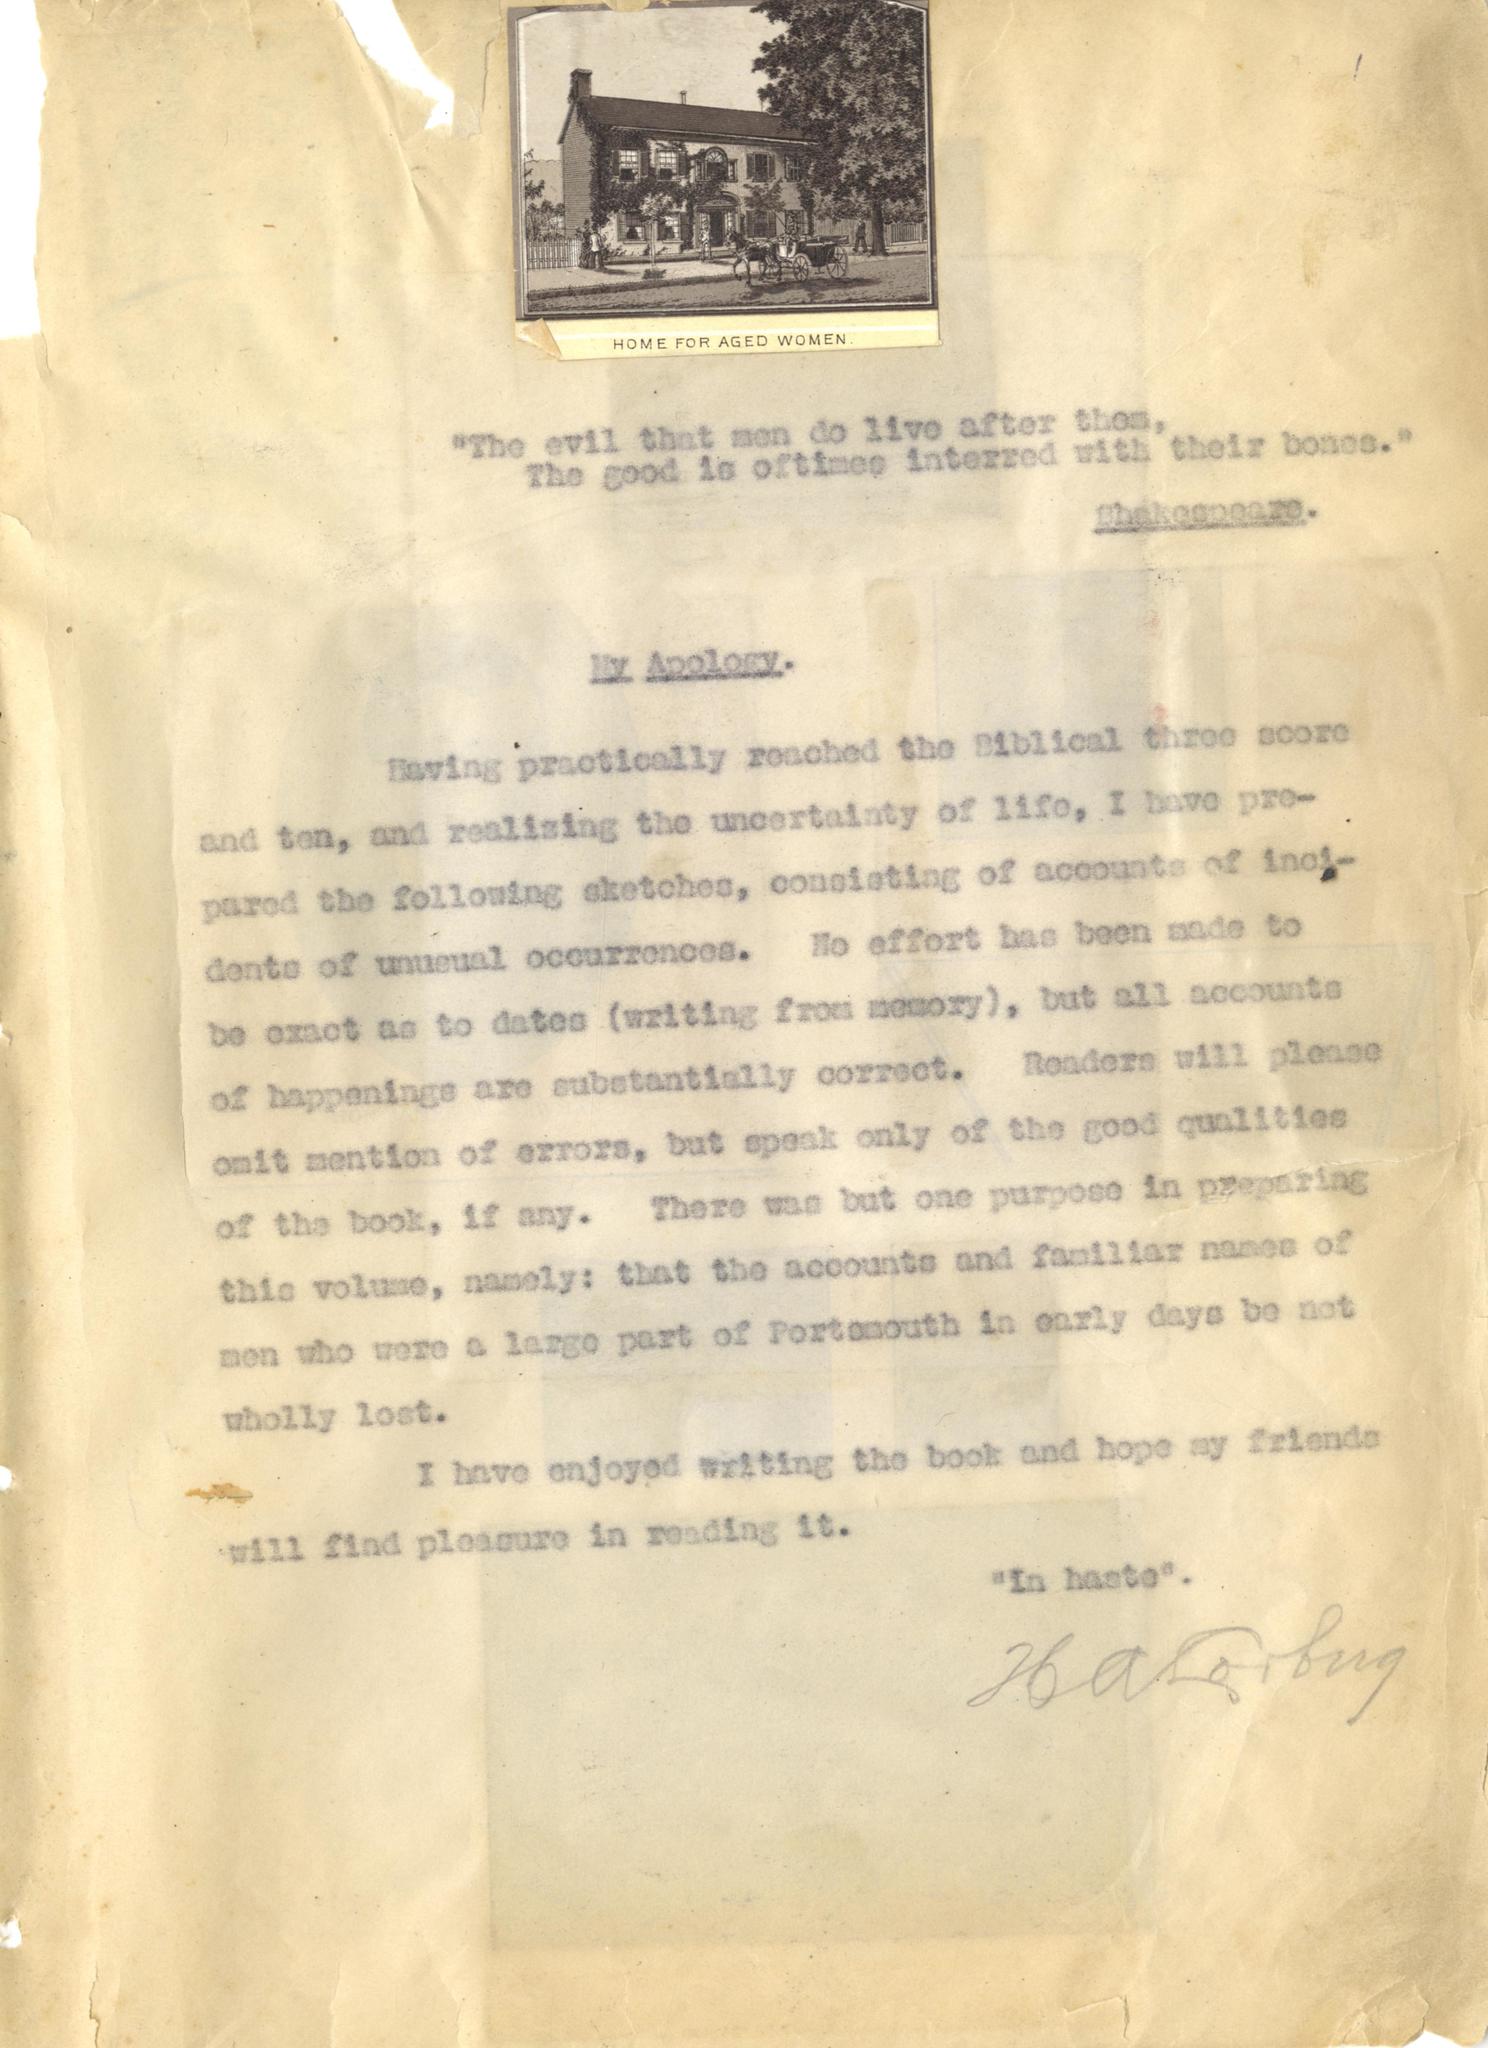 HOME FOR AGED WOMEN.
"The evil that men do live after them,
The good is oftimes interred with their bones."
Shakespeare.
My Apology.
Having practically reached the Biblical three score
and ten, and realizing the uncertainty of life, I have pre-
pared the following sketches, consisting of accounts of inci-
dents of unusual occurrences. No effort has been made to
be exact as to dates (writing from memory), but all accounts
of happenings are substantially correct. Readers will please
omit mention of errors, but speak only of the good qualities
of the book, if any. There was but one purpose in preparing
this volume, namely: that the accounts and familiar names of
men who were a large part of Portsmouth in early days be not
wholly lost.
I have enjoyed writing the book and hope my friends
will find pleasure in reading it.
"In haste".
H A